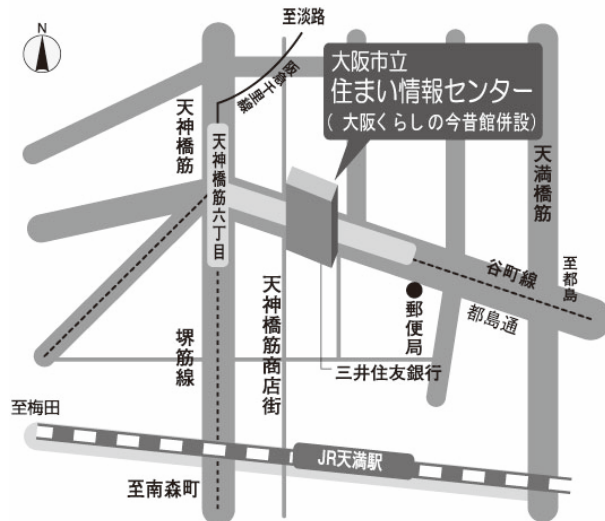 N
至淡路
阪急千里線
大阪市立
住まい情報センター
( 大阪くらしの今昔館併設)
天神橋筋
天神橋筋六丁目
天満橋筋
谷町線
至都島
都島通
郵便局
三井住友銀行
堺筋線
天神橋筋商店街
至梅田
JR天満駅
至南森町